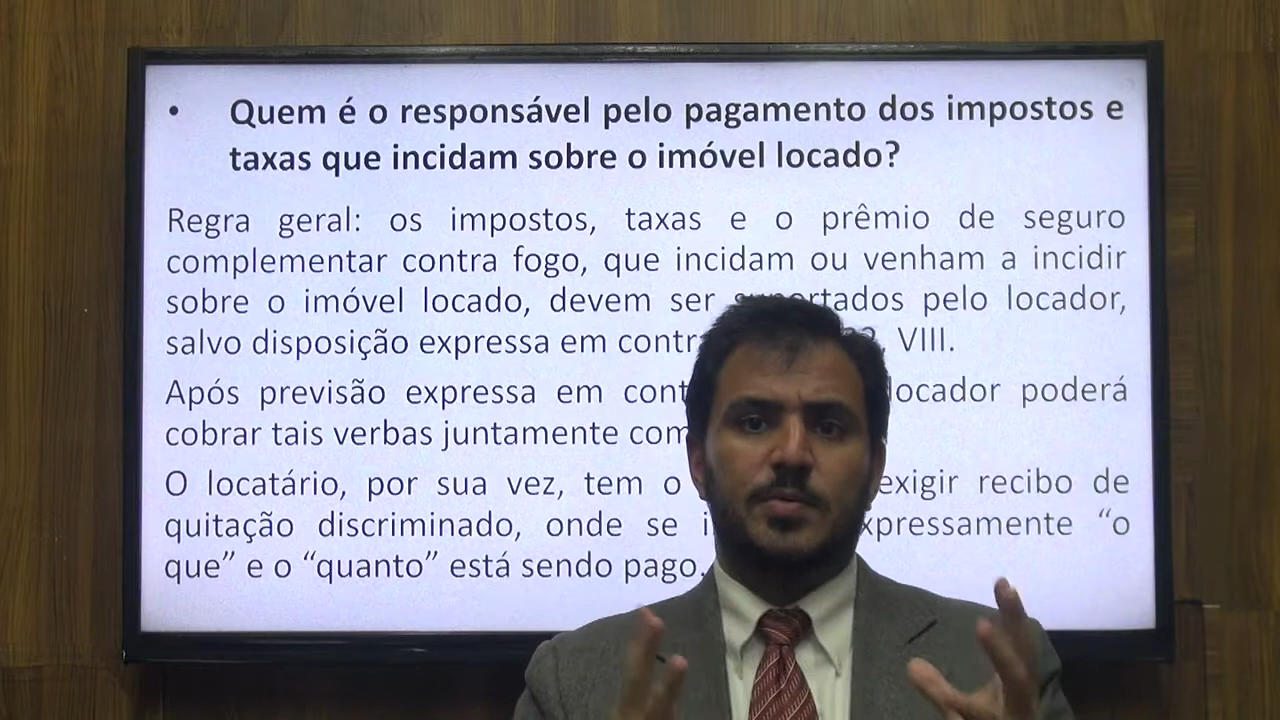 • Quem é o responsável pelo pagamento dos impostos e
taxas que incidam sobre o imóvel locado?
Regra geral: os impostos, taxas e o prêmio de seguro
complementar contra fogo, que incidam ou venham a incidir
sobre o imóvel locado, devem ser suportados pelo locador,
salvo disposição expressa em contr VIII.
Após previsão expressa em cont locador poderá
cobrar tais verbas juntamente com
O locatário, por sua vez, tem o exigir recibo de
quitação discriminado, onde se expressamente “o
que” e o “quanto” está sendo pago.